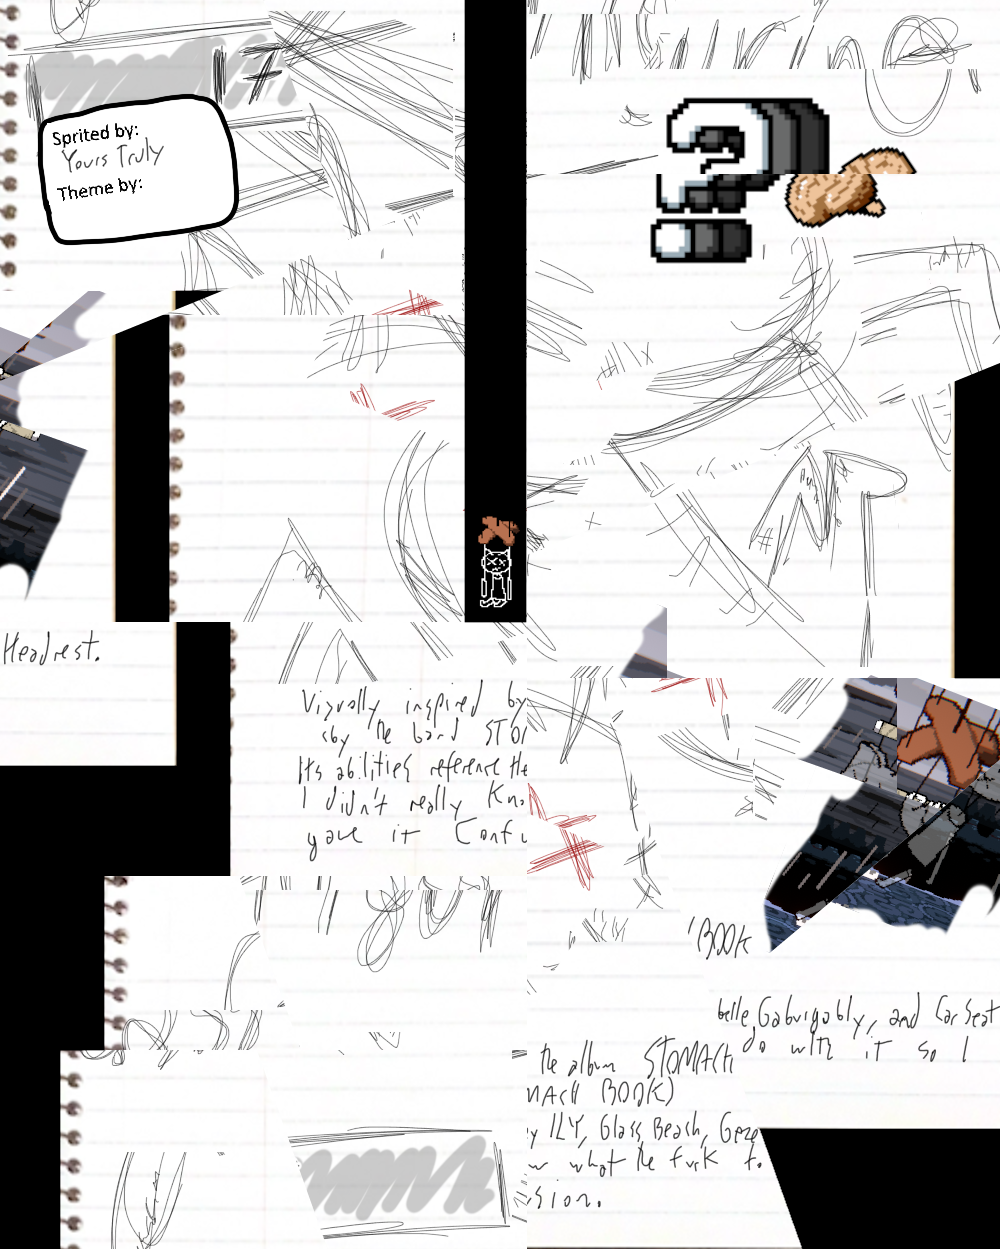 Sprited by:
Yours Truly
Theme by:
?
Headrest.
Visually inspired by
by the band STO
Its abilities reference the
I didn't really Kno
gave it Confu
'BOOK
belle, Gabungobly, and Car Seat
do with it so I
the album STOMACH
MACH BOOK)
y ILY, Glass Beach, Geze
w what the fuck to
sion.